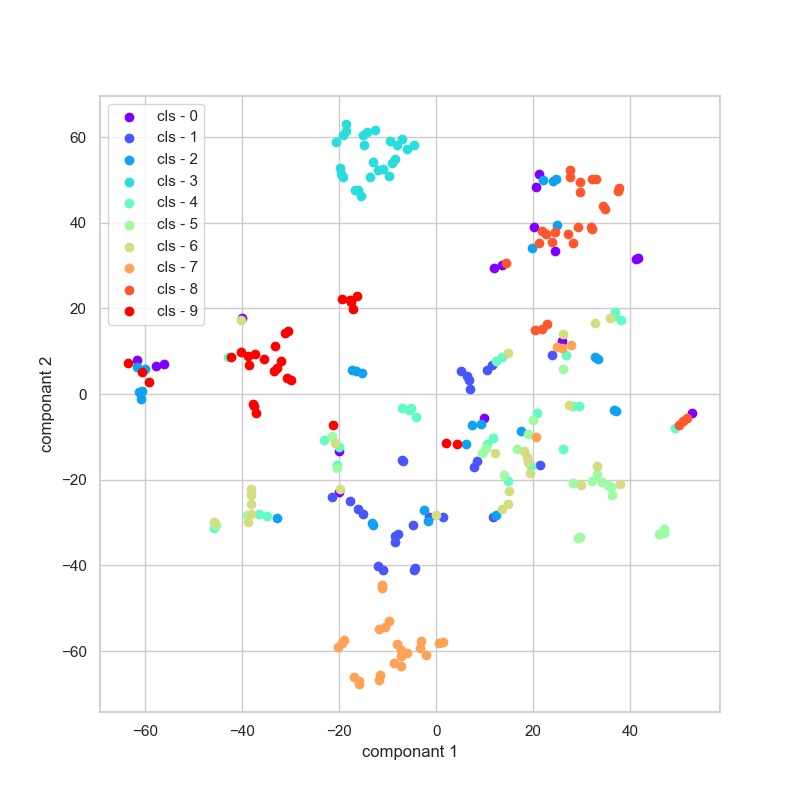 cls - 0
cls - 1
cls - 2
cls - 3
cls - 4
cls - 5
cls - 6
cls - 7
cls - 8
cls - 9
60
40
20
0
−20
−40
−60
componant 2
−60 −40 −20 0 20 40
componant 1